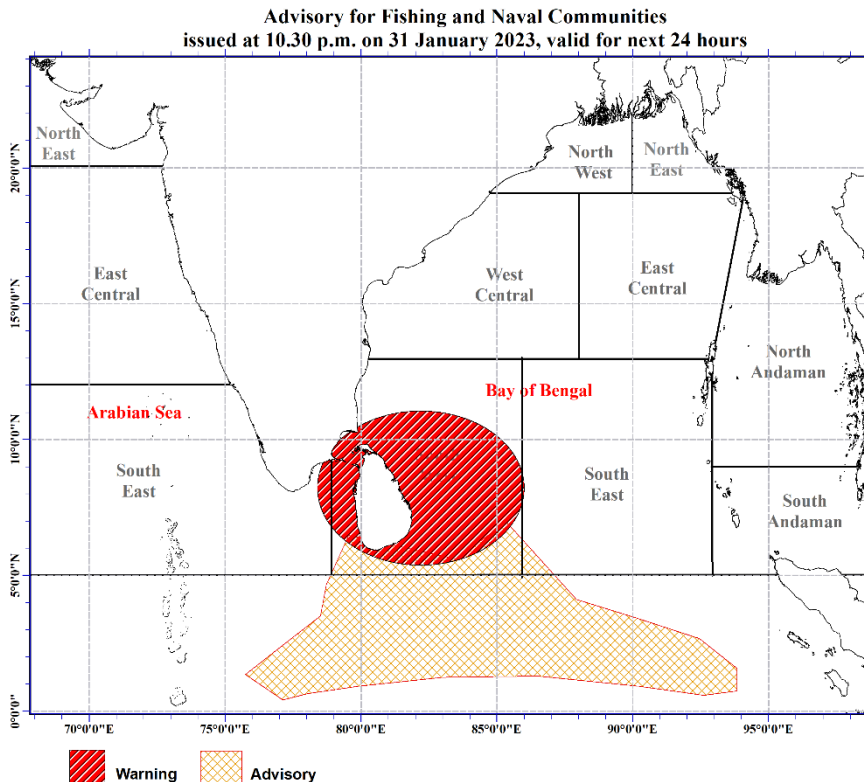 Advisory for Fishing and Naval Communities
issued at 10.30 p.m. on 31 January 2023, valid for next 24 hours
North
East
North
West
North
East
20°0'0"N
East
Central
West
Central
East
Central
15°0'0"N
North
Andaman
Bay of Bengal
Arabian Sea
10°0'0"N
South
East
South
East
South
Andaman
5°0'0"N
0°0'0"
70°0'0"E
75°0'0"E
80°0'0"E
85°0'0"E
90°0'0"E
95°0'0"E
Warning
Advisory